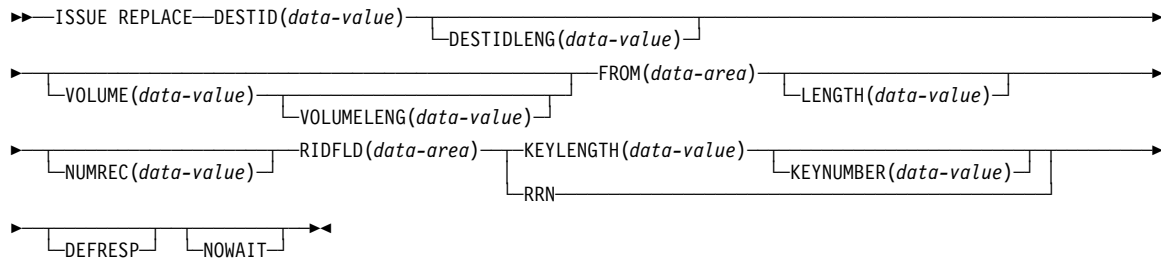 ISSUE REPLACE DESTID(data-value)
DESTIDLENG(data-value)
FROM(data-area)
VOLUME(data-value)
VOLUMELENG(data-value)
LENGTH(data-value)
RIDFLD(data-area) KEYLENGTH(data-value)
NUMREC(data-value)
KEYNUMBER(data-value)
RRN
DEFRESP NOWAIT